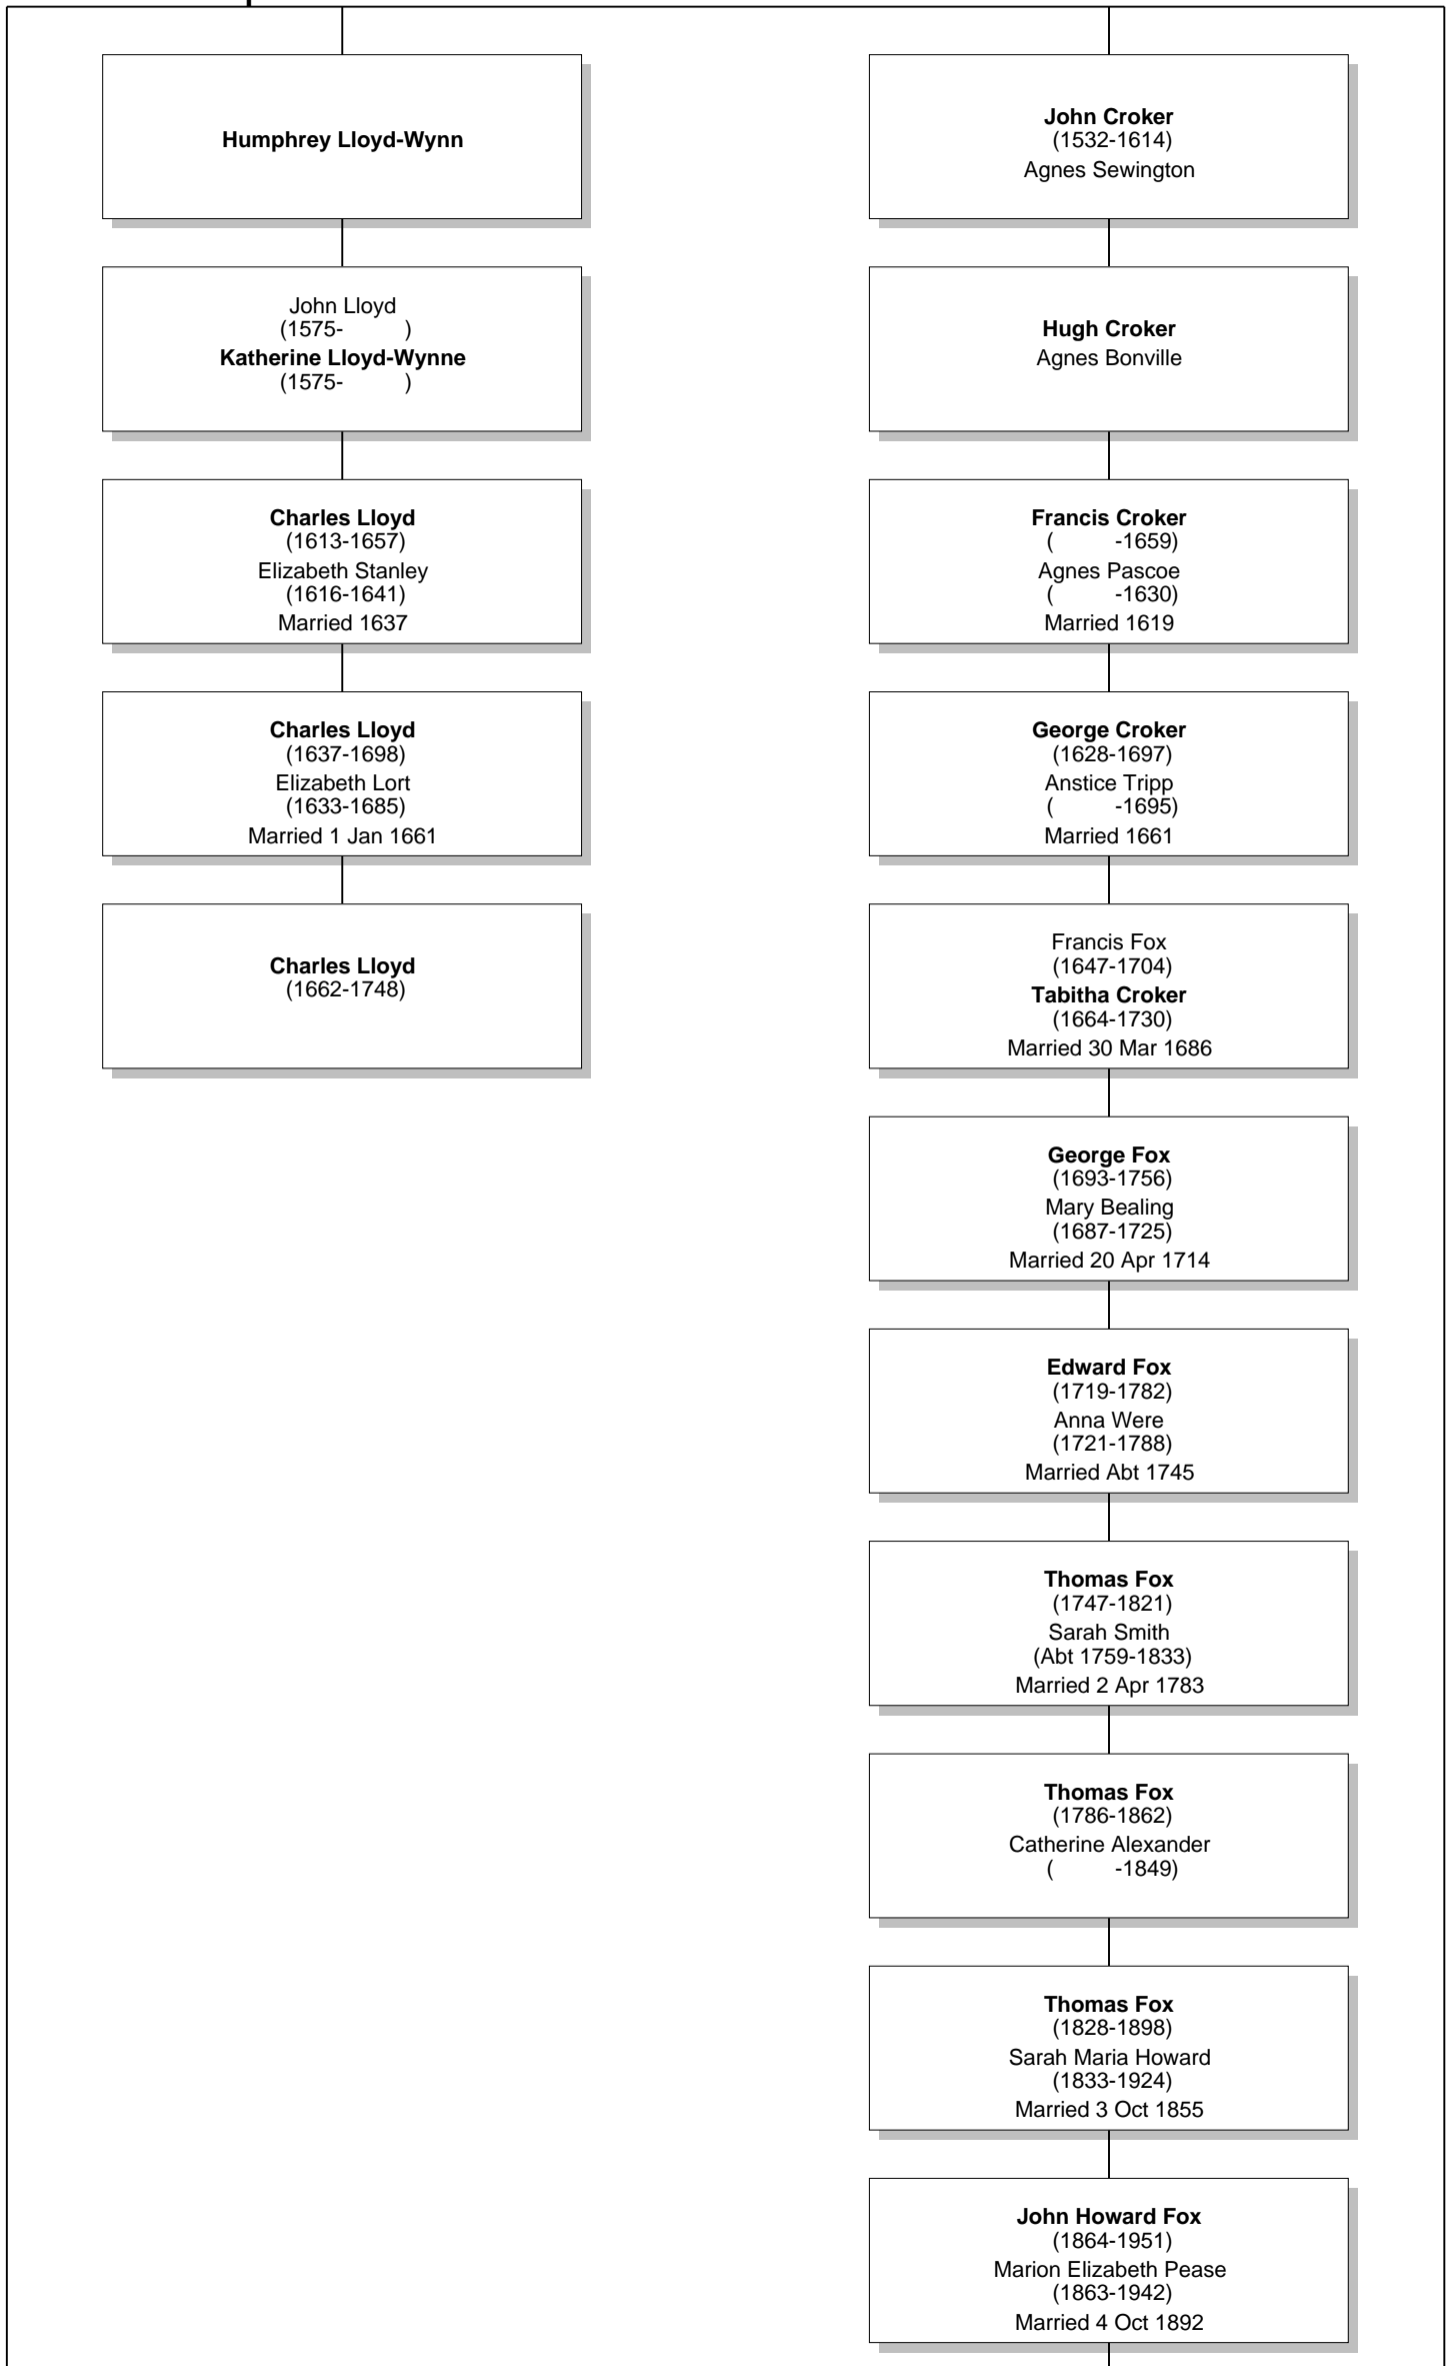 Humphrey Lloyd-Wynn
John Lloyd
(1575- )
Katherine Lloyd-Wynne
(1575- )
Charles Lloyd
(1613-1657)
Elizabeth Stanley
(1616-1641)
Married 1637
Charles Lloyd
(1637-1698)
Elizabeth Lort
(1633-1685)
Married 1 Jan 1661
Charles Lloyd
(1662-1748)
John Croker
(1532-1614)
Agnes Sewington
Hugh Croker
Agnes Bonville
Francis Croker
( -1659)
Agnes Pascoe
( -1630)
Married 1619
George Croker
(1628-1697)
Anstice Tripp
( -1695)
Married 1661
Francis Fox
(1647-1704)
Tabitha Croker
(1664-1730)
Married 30 Mar 1686
George Fox
(1693-1756)
Mary Bealing
(1687-1725)
Married 20 Apr 1714
Edward Fox
(1719-1782)
Anna Were
(1721-1788)
Married Abt 1745
Thomas Fox
(1747-1821)
Sarah Smith
(Abt 1759-1833)
Married 2 Apr 1783
Thomas Fox
(1786-1862)
Catherine Alexander
( -1849)
Thomas Fox
(1828-1898)
Sarah Maria Howard
(1833-1924)
Married 3 Oct 1855
John Howard Fox
(1864-1951)
Marion Elizabeth Pease
(1863-1942)
Married 4 Oct 1892